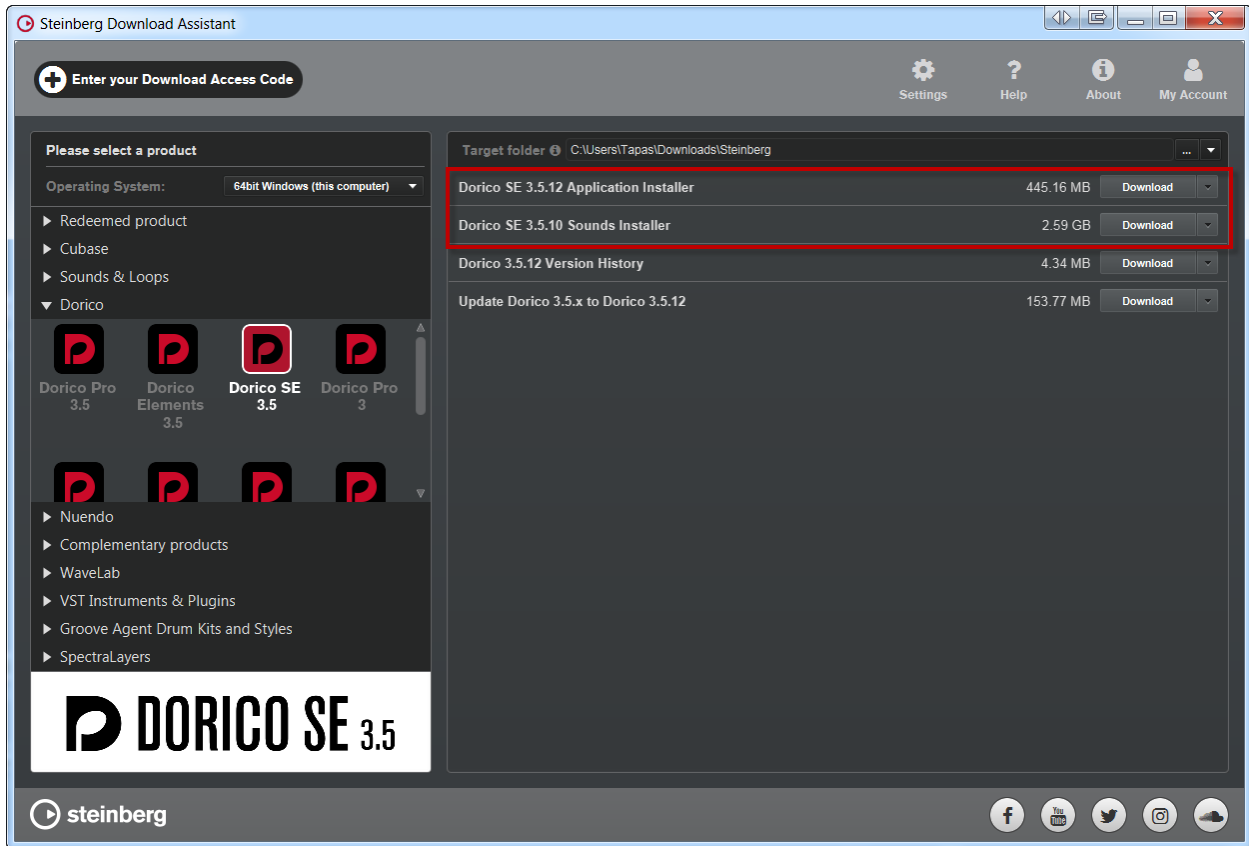 Steinberg Download Assistant
Enter your Download Access Code
Settings
Help
About
My Account
Please select a product
Operating System:
64bit Windows (this computer)
Redeemed product
Cubase
Sounds & Loops
Dorico
Dorico Pro 3.5
Dorico Elements 3.5
Dorico SE 3.5
Dorico Pro 3
Nuendo
Complementary products
WaveLab
VST Instruments & Plugins
Groove Agent Drum Kits and Styles
SpectraLayers
DORICO SE 3.5
Target folder C:\Users\Tapas\Downloads\Steinberg ...
Dorico SE 3.5.12 Application Installer 445.16 MB Download
Dorico SE 3.5.10 Sounds Installer 2.59 GB Download
Dorico 3.5.12 Version History 4.34 MB Download
Update Dorico 3.5.x to Dorico 3.5.12 153.77 MB Download
steinberg
You Tube